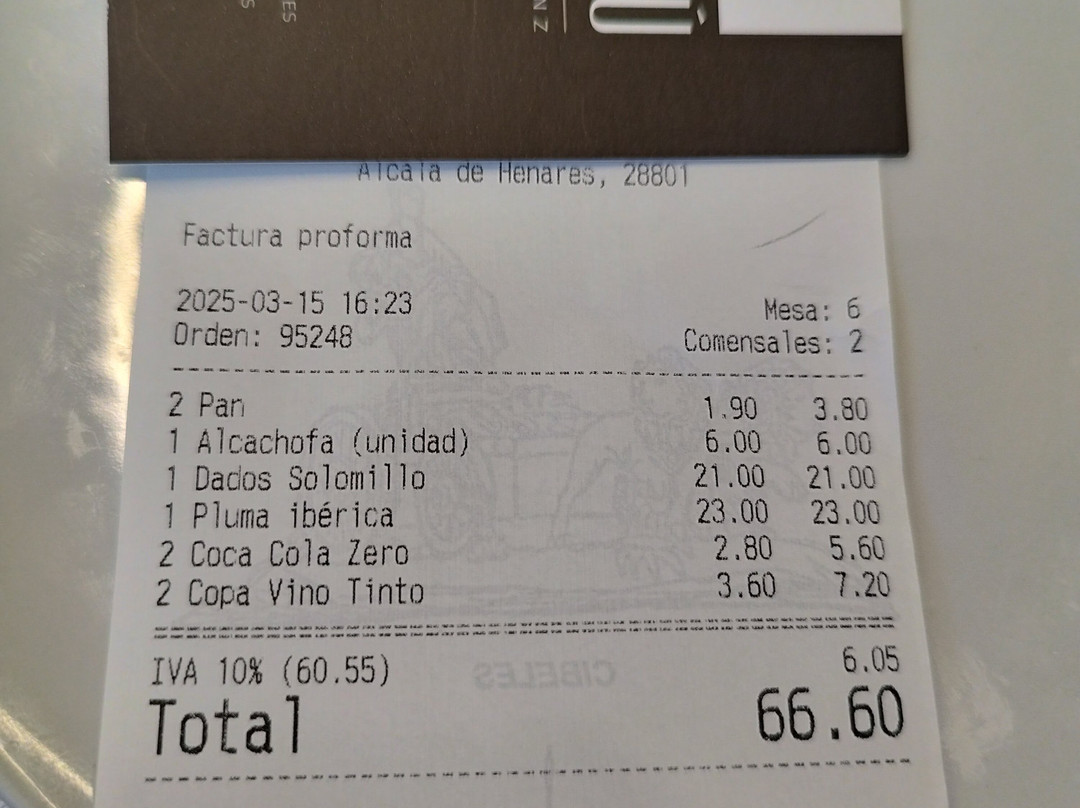 Alcalá de Henares, 28801
Factura proforma
2025-03-15 16:23
Mesa: 6
Orden: 95248
Comensales: 2
2 Pan 1.90 3.80
1 Alcachofa (unidad) 6.00 6.00
1 Dados Solomillo 21.00 21.00
1 Pluma ibérica 23.00 23.00
2 Coca Cola Zero 2.80 5.60
2 Copa Vino Tinto 3.60 7.20
IVA 10% (60.55) 6.05
Total 66.60
CIBELES